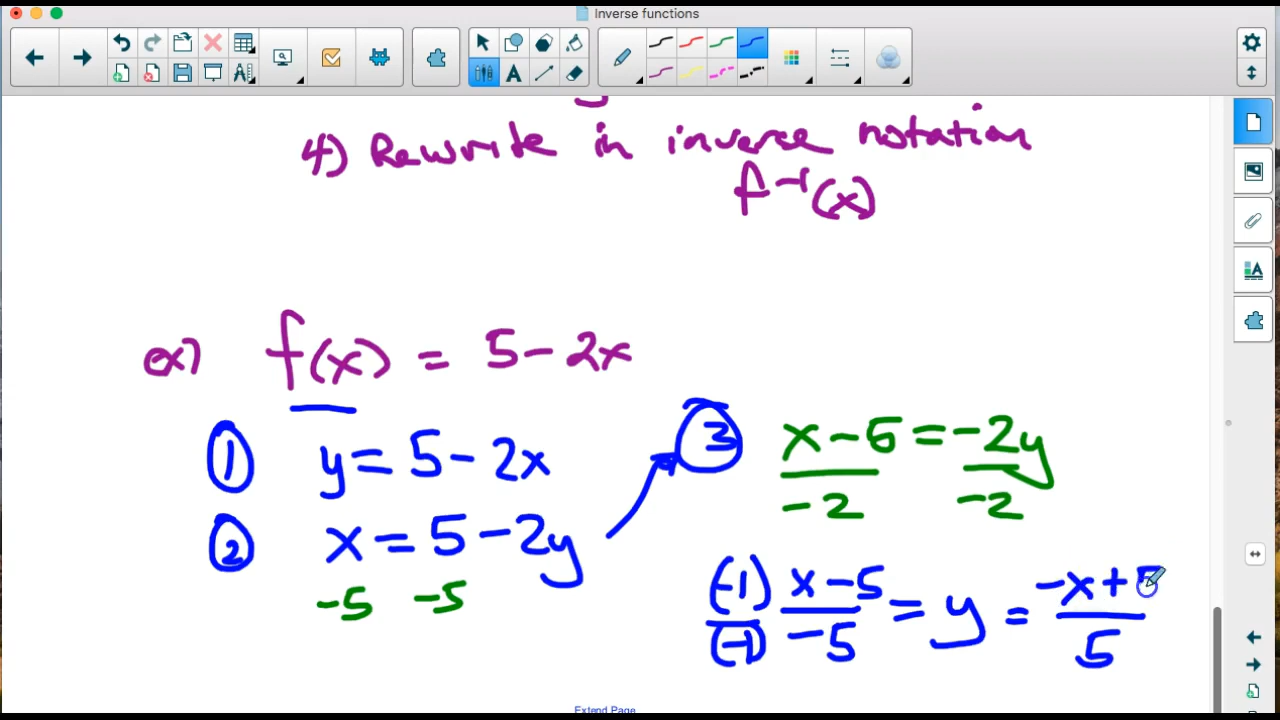 Inverse functions
4) Rewrite in inverse notation
f⁻¹(x)
ex) f(x) = 5 - 2x
① y = 5 - 2x
② x = 5 - 2y
-5 -5
③ x - 5 = -2y
-2 -2
(-1) x - 5 = y = -x + 5
(-1) -5 5
Extend Page